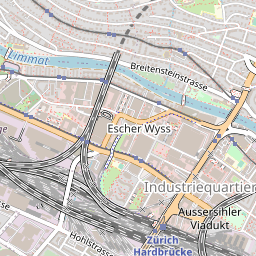 Limmat
Breitensteinstrasse
Escher Wyss
Industriequartier
Aussersihler
Viadukt
Zürich
Hardbrücke
Hohlstrasse